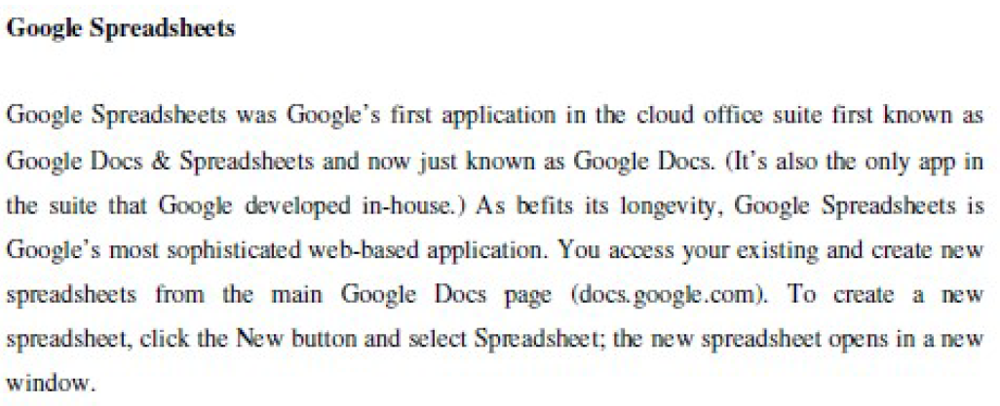 Google Spreadsheets
Google Spreadsheets was Google's first application in the cloud office suite first known as
Google Docs & Spreadsheets and now just known as Google Docs. (It's also the only app in
the suite that Google developed in-house.) As befits its longevity, Google Spreadsheets is
Google's most sophisticated web-based application. You access your existing and create new
spreadsheets from the main Google Docs page (docs.google.com). To create a new
spreadsheet, click the New button and select Spreadsheet; the new spreadsheet opens in a new
window.